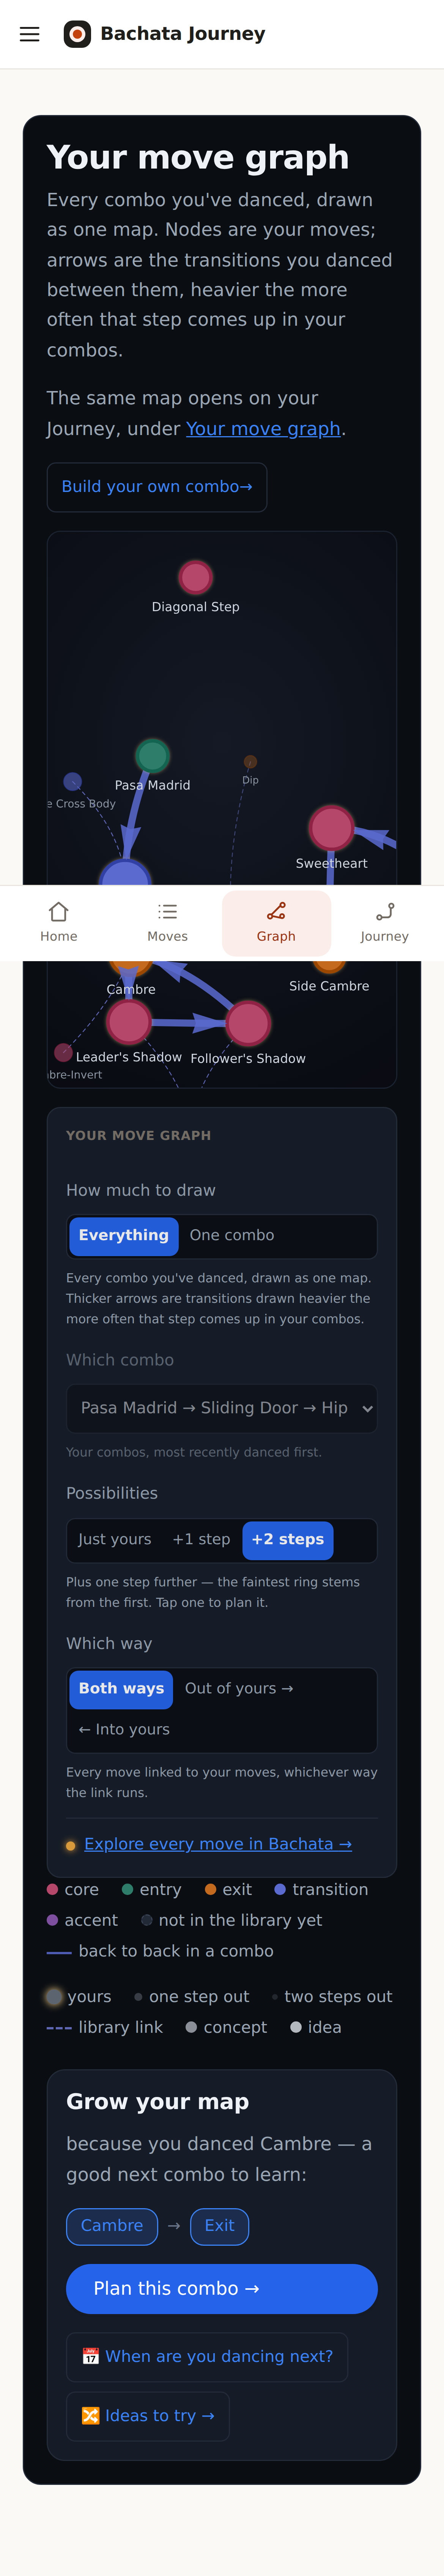 Bachata Journey
Your move graph
Every combo you've danced, drawn
as one map. Nodes are your moves;
arrows are the transitions you danced
between them, heavier the more
often that step comes up in your
combos.
The same map opens on your
Journey, under Your move graph.
Build your own combo→
Diagonal Step
Pasa Madrid
Dip
e Cross Body
Sweetheart
Home
Moves
Graph
Journey
Cambre
Side Cambre
Leader's Shadow
Follower's Shadow
bre-Invert
YOUR MOVE GRAPH
How much to draw
Everything
One combo
Every combo you've danced, drawn as one map.
Thicker arrows are transitions drawn heavier the
more often that step comes up in your combos.
Which combo
Pasa Madrid → Sliding Door → Hip
Your combos, most recently danced first.
Possibilities
Just yours
+1 step
+2 steps
Plus one step further — the faintest ring stems
from the first. Tap one to plan it.
Which way
Both ways
Out of yours →
← Into yours
Every move linked to your moves, whichever way
the link runs.
Explore every move in Bachata →
core
entry
exit
transition
accent
not in the library yet
back to back in a combo
yours
one step out
two steps out
library link
concept
idea
Grow your map
because you danced Cambre — a
good next combo to learn:
Cambre → Exit
Plan this combo →
📅 When are you dancing next?
🔀 Ideas to try →